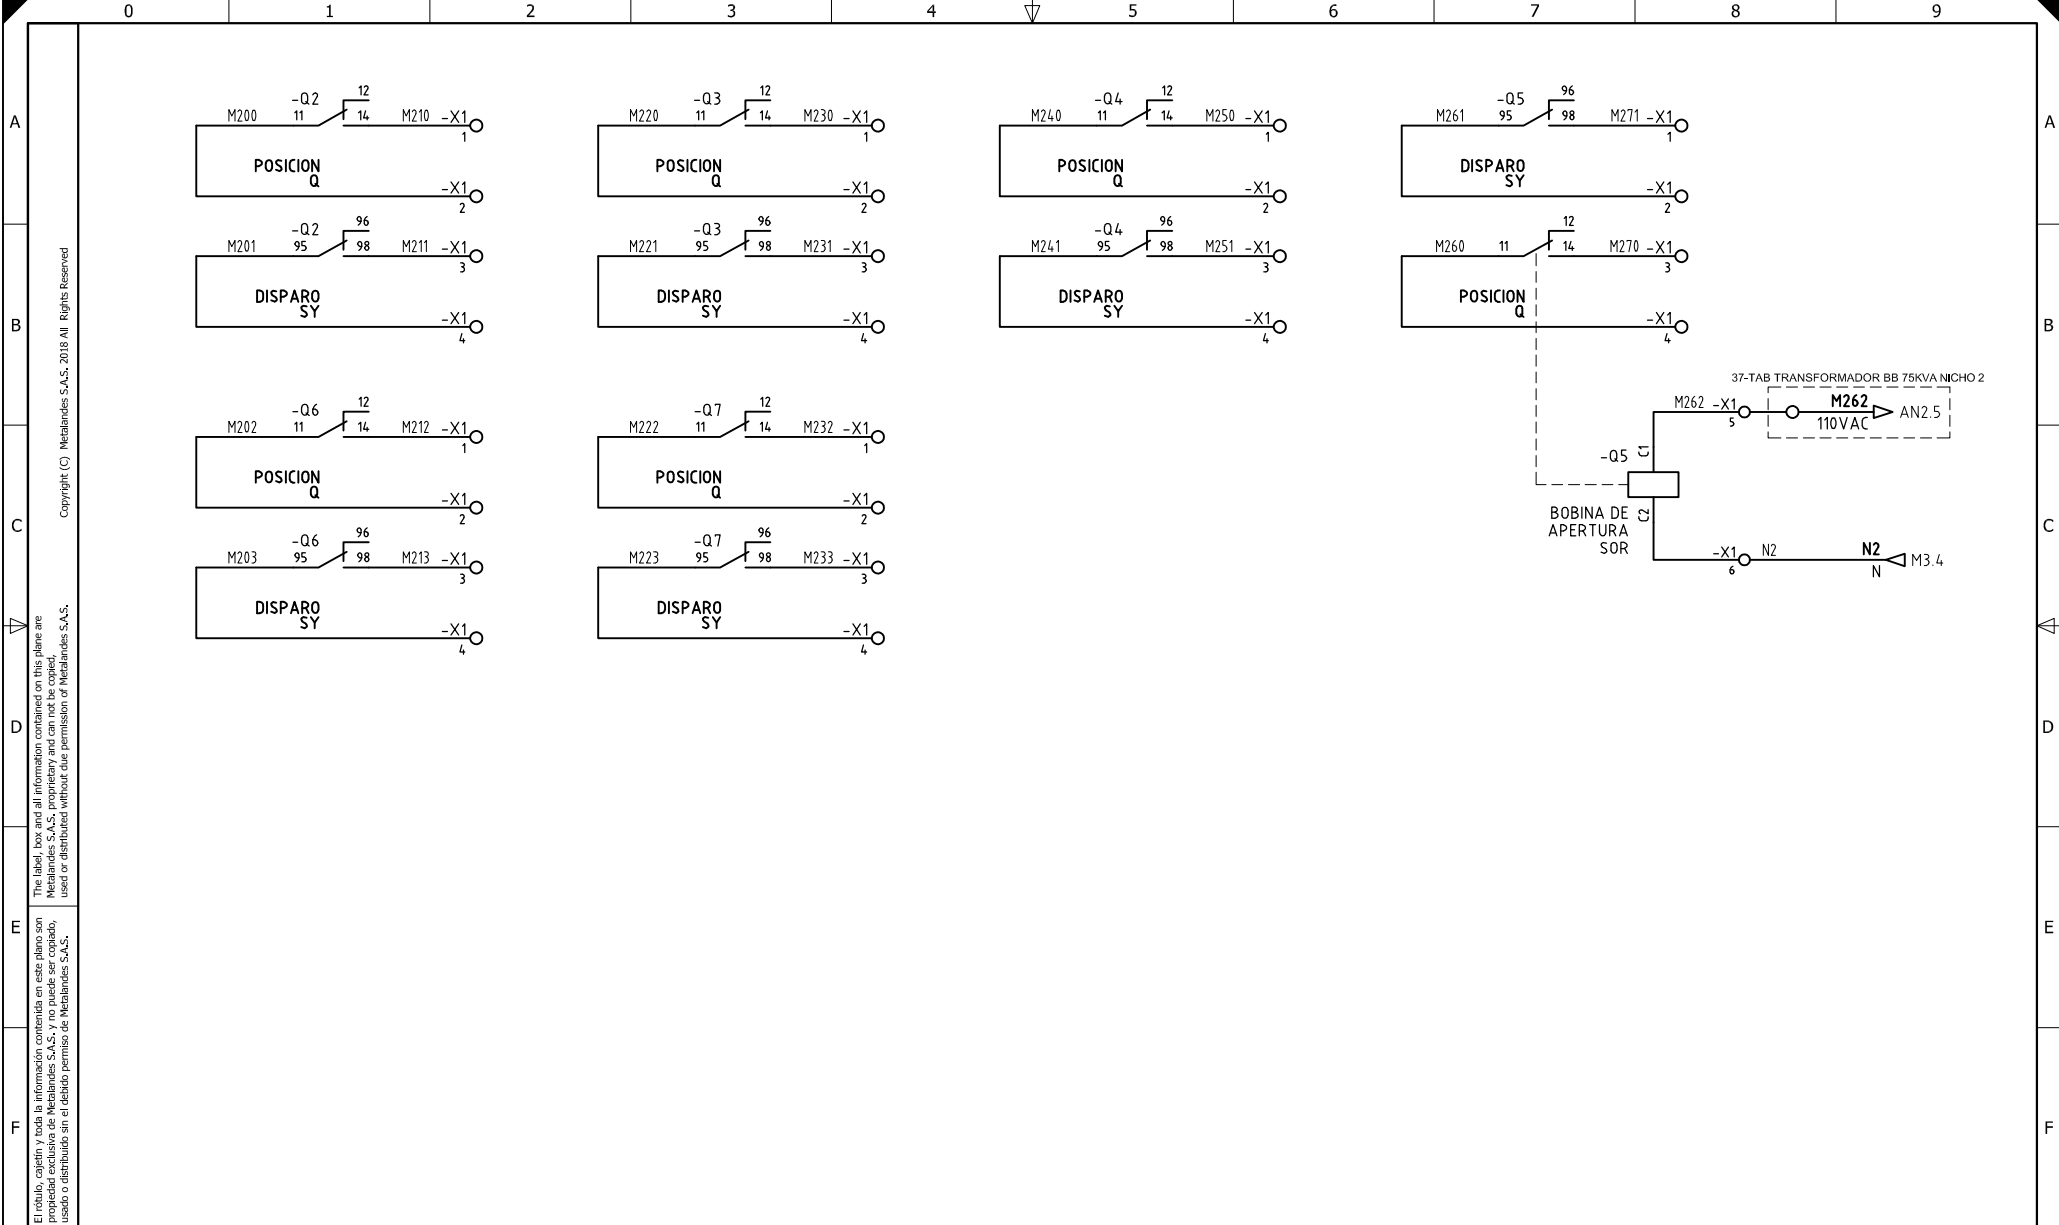 0 1 2 3 4 5 6 7 8 9
A A
-Q2 12
M200 11 14 M210 -X1
1
POSICION
Q
-X1
2
-Q3 12
M220 11 14 M230 -X1
1
POSICION
Q
-X1
2
-Q4 12
M240 11 14 M250 -X1
1
POSICION
Q
-X1
2
-Q5 96
M261 95 98 M271 -X1
1
DISPARO
SY
-X1
2
B B
-Q2 96
M201 95 98 M211 -X1
3
DISPARO
SY
-X1
4
-Q3 96
M221 95 98 M231 -X1
3
DISPARO
SY
-X1
4
-Q4 96
M241 95 98 M251 -X1
3
DISPARO
SY
-X1
4
12
M260 11 14 M270 -X1
3
POSICION
Q
-X1
4
C C
-Q6 12
M202 11 14 M212 -X1
1
POSICION
Q
-X1
2
-Q7 12
M222 11 14 M232 -X1
1
POSICION
Q
-X1
2
-Q6 96
M203 95 98 M213 -X1
3
DISPARO
SY
-X1
4
-Q7 96
M223 95 98 M233 -X1
3
DISPARO
SY
-X1
4
37-TAB TRANSFORMADOR BB 75KVA NICHO 2
M262 -X1 M262 AN2.5
5 110VAC
-Q5 C1
BOBINA DE C2
APERTURA
SOR
-X1 N2 N2 M3.4
6 N
D D
E E
F F
Copyright (C) Metalandes S.A.S. 2018 All Rights Reserved
The label, box and all information contained on this plane are
Metalandes S.A.S. proprietary and can not be copied,
used or distributed without due permission of Metalandes S.A.S.
El rótulo, cajetín y toda la información contenida en este plano son
propiedad exclusiva de Metalandes S.A.S. y no puede ser copiado,
usado o distribuido sin el debido permiso de Metalandes S.A.S.